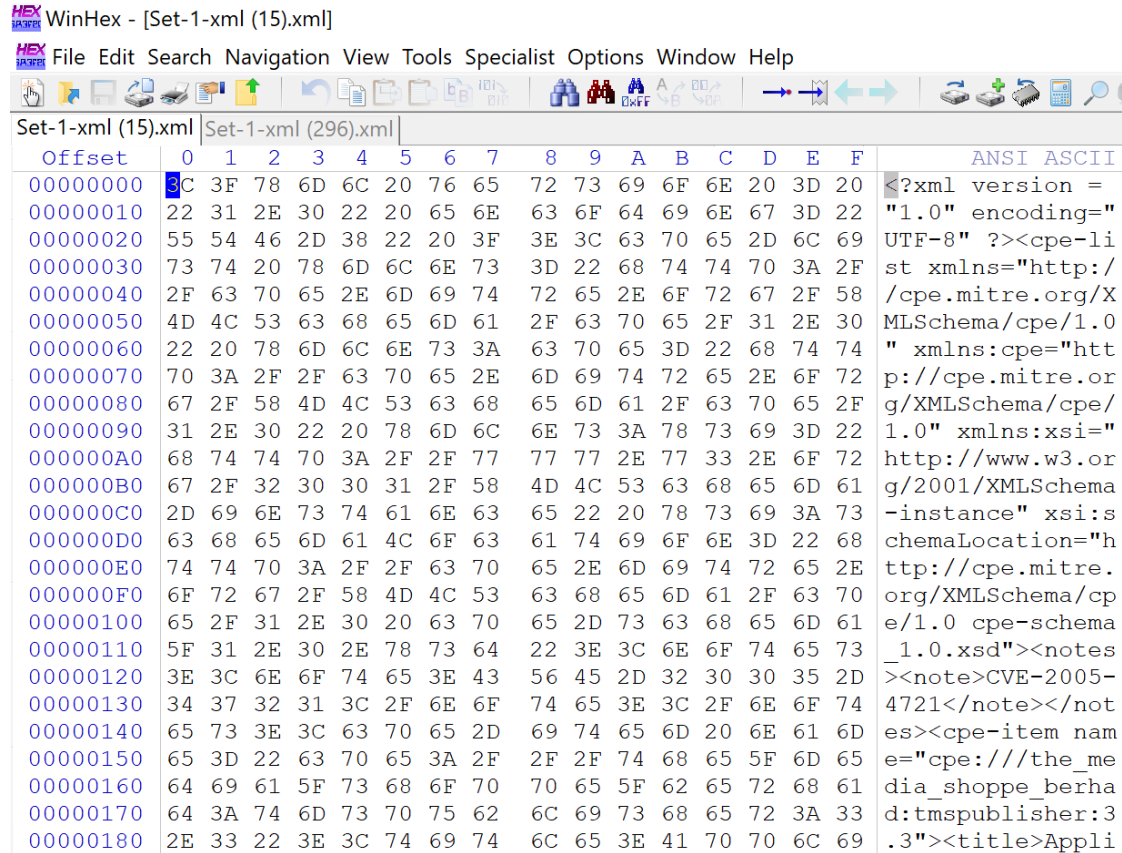 WinHex - [Set-1-xml (15).xml]
File Edit Search Navigation View Tools Specialist Options Window Help
Set-1-xml (15).xml Set-1-xml (296).xml
Offset 0 1 2 3 4 5 6 7 8 9 A B C D E F ANSI ASCII
00000000 3C 3F 78 6D 6C 20 76 65 72 73 69 6F 6E 20 3D 20 <?xml version =
00000010 22 31 2E 30 22 20 65 6E 63 6F 64 69 6E 67 3D 22 "1.0" encoding="
00000020 55 54 46 2D 38 22 20 3F 3E 3C 63 70 65 2D 6C 69 UTF-8" ?><cpe-li
00000030 73 74 20 78 6D 6C 6E 73 3D 22 68 74 74 70 3A 2F st xmlns="http:/
00000040 2F 63 70 65 2E 6D 69 74 72 65 2E 6F 72 67 2F 58 /cpe.mitre.org/X
00000050 4D 4C 53 63 68 65 6D 61 2F 63 70 65 2F 31 2E 30 MLSchema/cpe/1.0
00000060 22 20 78 6D 6C 6E 73 3A 63 70 65 3D 22 68 74 74 " xmlns:cpe="htt
00000070 70 3A 2F 2F 63 70 65 2E 6D 69 74 72 65 2E 6F 72 p://cpe.mitre.or
00000080 67 2F 58 4D 4C 53 63 68 65 6D 61 2F 63 70 65 2F g/XMLSchema/cpe/
00000090 31 2E 30 22 20 78 6D 6C 6E 73 3A 78 73 69 3D 22 1.0" xmlns:xsi="
000000A0 68 74 74 70 3A 2F 2F 77 77 77 2E 77 33 2E 6F 72 http://www.w3.or
000000B0 67 2F 32 30 30 31 2F 58 4D 4C 53 63 68 65 6D 61 g/2001/XMLSchema
000000C0 2D 69 6E 73 74 61 6E 63 65 22 20 78 73 69 3A 73 -instance" xsi:s
000000D0 63 68 65 6D 61 4C 6F 63 61 74 69 6F 6E 3D 22 68 chemaLocation="h
000000E0 74 74 70 3A 2F 2F 63 70 65 2E 6D 69 74 72 65 2E ttp://cpe.mitre.
000000F0 6F 72 67 2F 58 4D 4C 53 63 68 65 6D 61 2F 63 70 org/XMLSchema/cp
00000100 65 2F 31 2E 30 20 63 70 65 2D 73 63 68 65 6D 61 e/1.0 cpe-schema
00000110 5F 31 2E 30 2E 78 73 64 22 3E 3C 6E 6F 74 65 73 _1.0.xsd"><notes
00000120 3E 3C 6E 6F 74 65 3E 43 56 45 2D 32 30 30 35 2D ><note>CVE-2005-
00000130 34 37 32 31 3C 2F 6E 6F 74 65 3E 3C 2F 6E 6F 74 4721</note></not
00000140 65 73 3E 3C 63 70 65 2D 69 74 65 6D 20 6E 61 6D es><cpe-item nam
00000150 65 3D 22 63 70 65 3A 2F 2F 2F 74 68 65 5F 6D 65 e="cpe:///the_me
00000160 64 69 61 5F 73 68 6F 70 70 65 5F 62 65 72 68 61 dia_shoppe_berha
00000170 64 3A 74 6D 73 70 75 62 6C 69 73 68 65 72 3A 33 d:tmspublisher:3
00000180 2E 33 22 3E 3C 74 69 74 6C 65 3E 41 70 70 6C 69 .3"><title>Appli